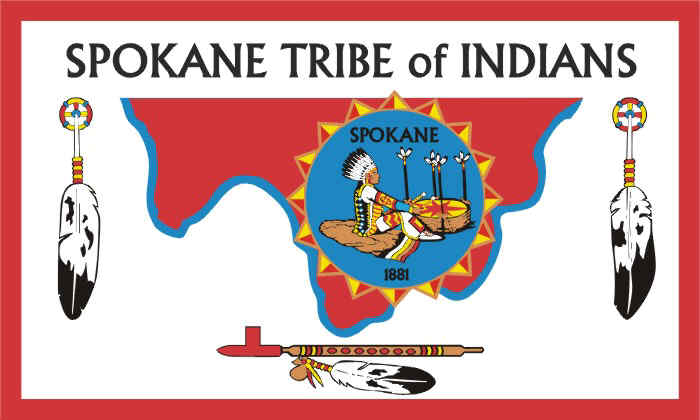 SPOKANE TRIBE of INDIANS
SPOKANE
1881